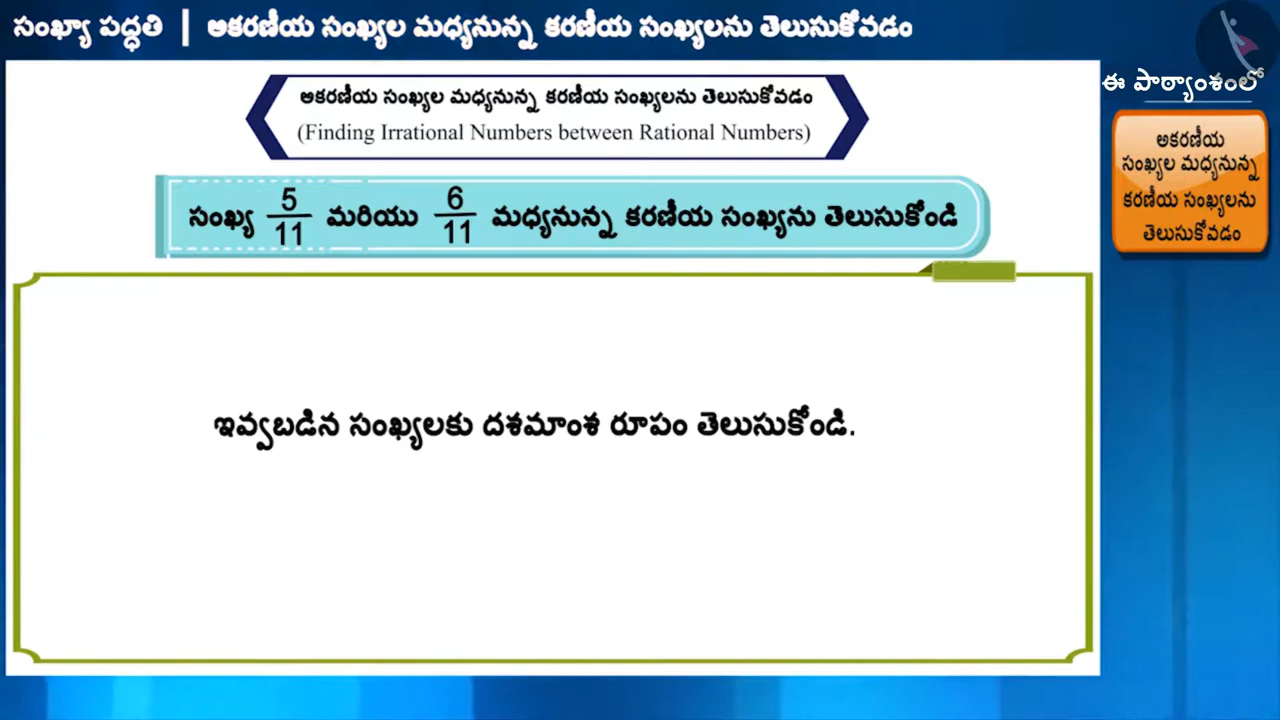 సంఖ్యా పద్ధతి | అకరణీయ సంఖ్యల మధ్యనున్న కరణీయ సంఖ్యలను తెలుసుకోవడం
ఈ పాఠ్యాంశంలో
అకరణీయ సంఖ్యల మధ్యనున్న కరణీయ సంఖ్యలను తెలుసుకోవడం
(Finding Irrational Numbers between Rational Numbers)
అకరణీయ
సంఖ్యల మధ్యనున్న
కరణీయ సంఖ్యలను
తెలుసుకోవడం
సంఖ్య 5/11 మరియు 6/11 మధ్యనున్న కరణీయ సంఖ్యను తెలుసుకోండి
ఇవ్వబడిన సంఖ్యలకు దశమాంశ రూపం తెలుసుకోండి.